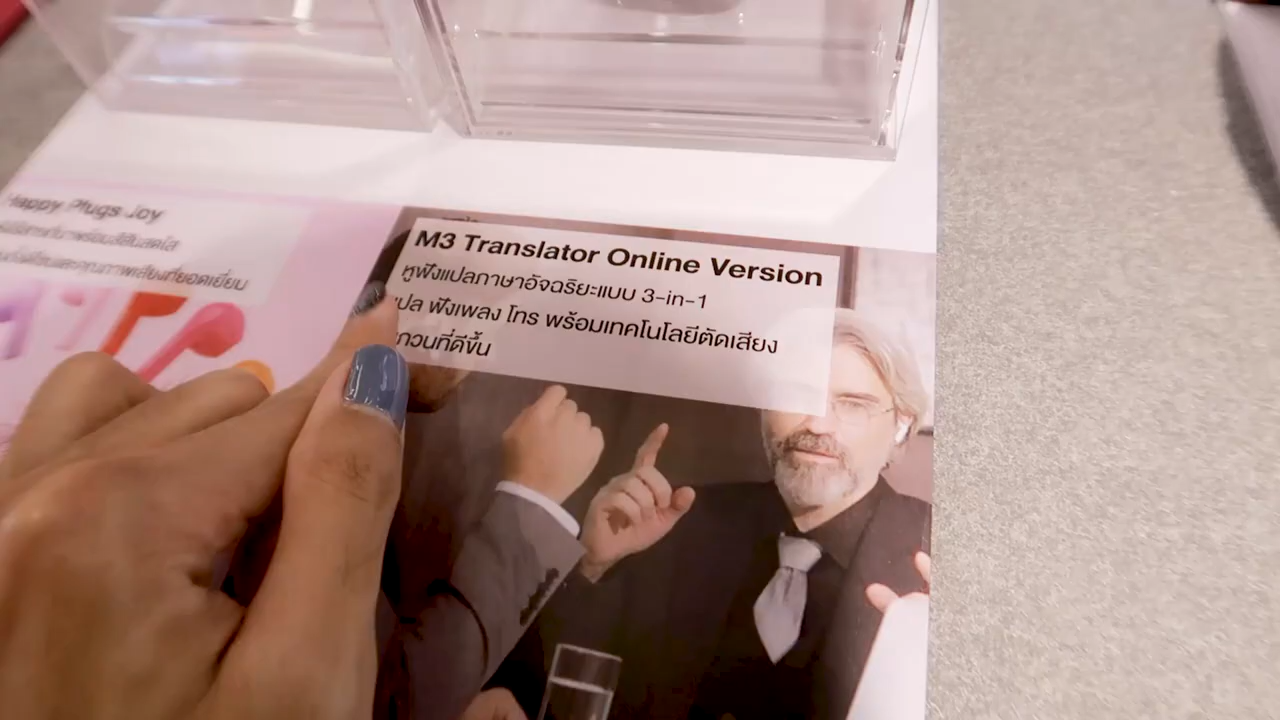 Happy Plugs Joy
M3 Translator Online Version
หูฟังแปลภาษาอัจฉริยะแบบ 3-in-1
แปล ฟังเพลง โทร พร้อมเทคโนโลยีตัดเสียง
กวนที่ดีขึ้น